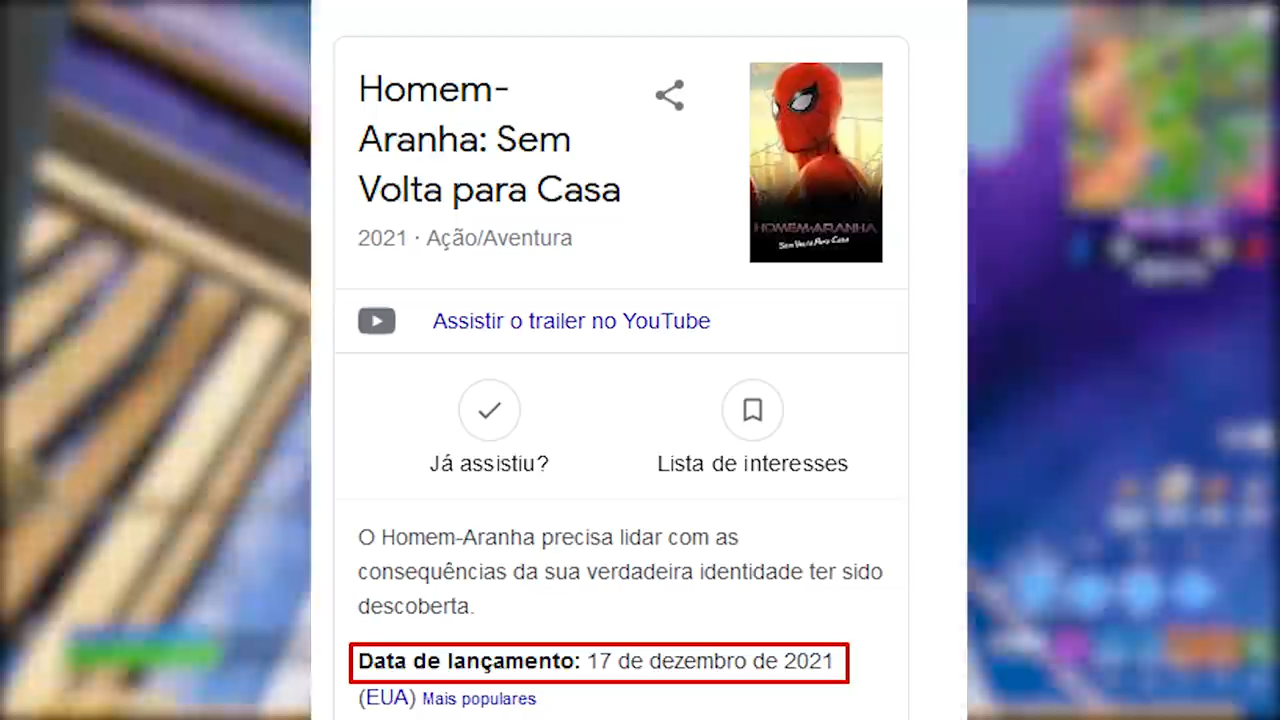 Homem-
Aranha: Sem
Volta para Casa
2021 · Ação/Aventura
HOMEM-ARANHA
Sem Volta Para Casa
Assistir o trailer no YouTube
Já assistiu?
Lista de interesses
O Homem-Aranha precisa lidar com as
consequências da sua verdadeira identidade ter sido
descoberta.
Data de lançamento: 17 de dezembro de 2021
(EUA) Mais populares